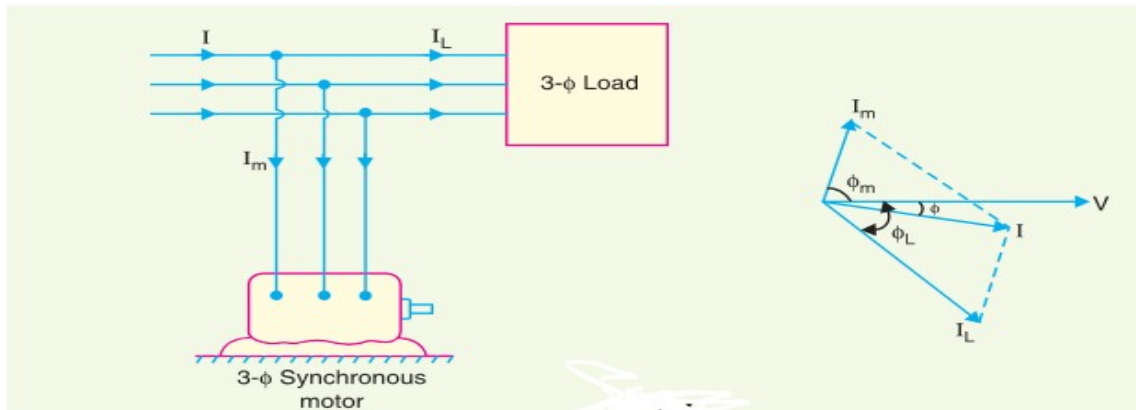 I
I_L
3-ϕ Load
I_m
3-ϕ Synchronous
motor
I_m
ϕ_m
V
ϕ
I
ϕ_L
I_L